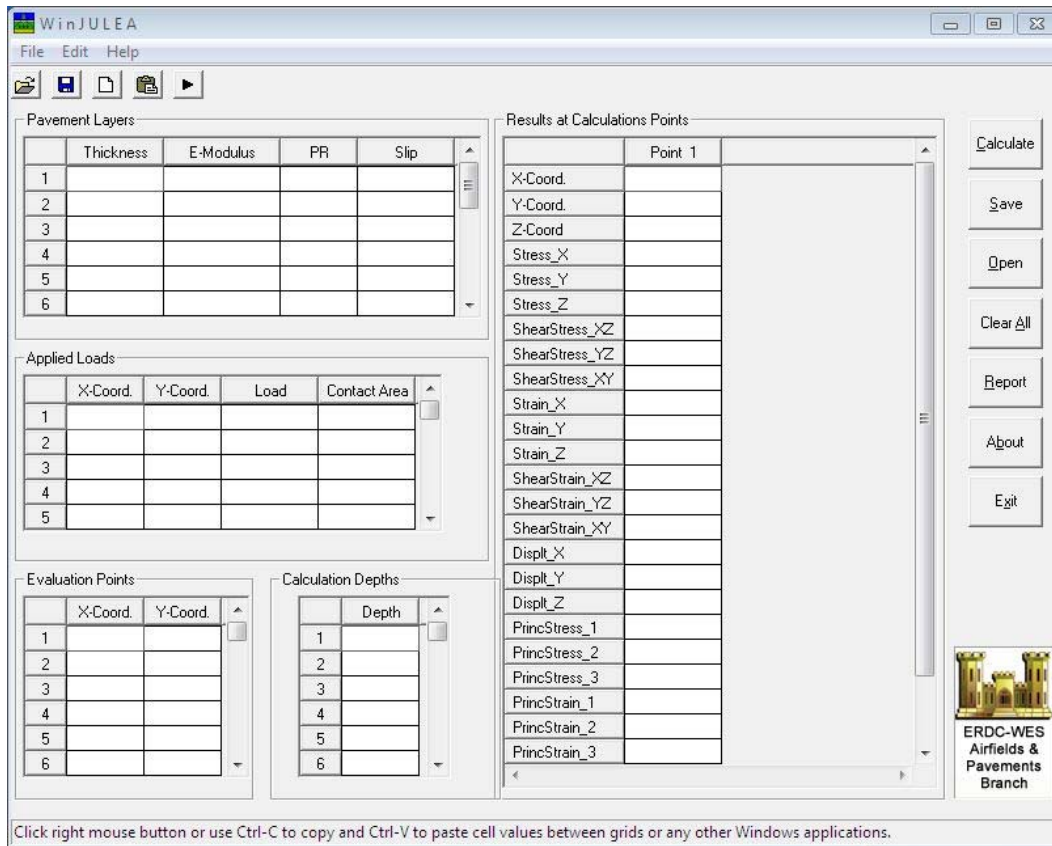 WinJULEA
File Edit Help
Pavement Layers
Thickness E-Modulus PR Slip
1
2
3
4
5
6
Applied Loads
X-Coord. Y-Coord. Load Contact Area
1
2
3
4
5
Evaluation Points
X-Coord. Y-Coord.
1
2
3
4
5
6
Calculation Depths
Depth
1
2
3
4
5
6
Results at Calculations Points
Point 1
X-Coord.
Y-Coord.
Z-Coord
Stress_X
Stress_Y
Stress_Z
ShearStress_XZ
ShearStress_YZ
ShearStress_XY
Strain_X
Strain_Y
Strain_Z
ShearStrain_XZ
ShearStrain_YZ
ShearStrain_XY
Displt_X
Displt_Y
Displt_Z
PrincStress_1
PrincStress_2
PrincStress_3
PrincStrain_1
PrincStrain_2
PrincStrain_3
Calculate
Save
Open
Clear All
Report
About
Exit
ERDC-WES
Airfields &
Pavements
Branch
Click right mouse button or use Ctrl-C to copy and Ctrl-V to paste cell values between grids or any other Windows applications.